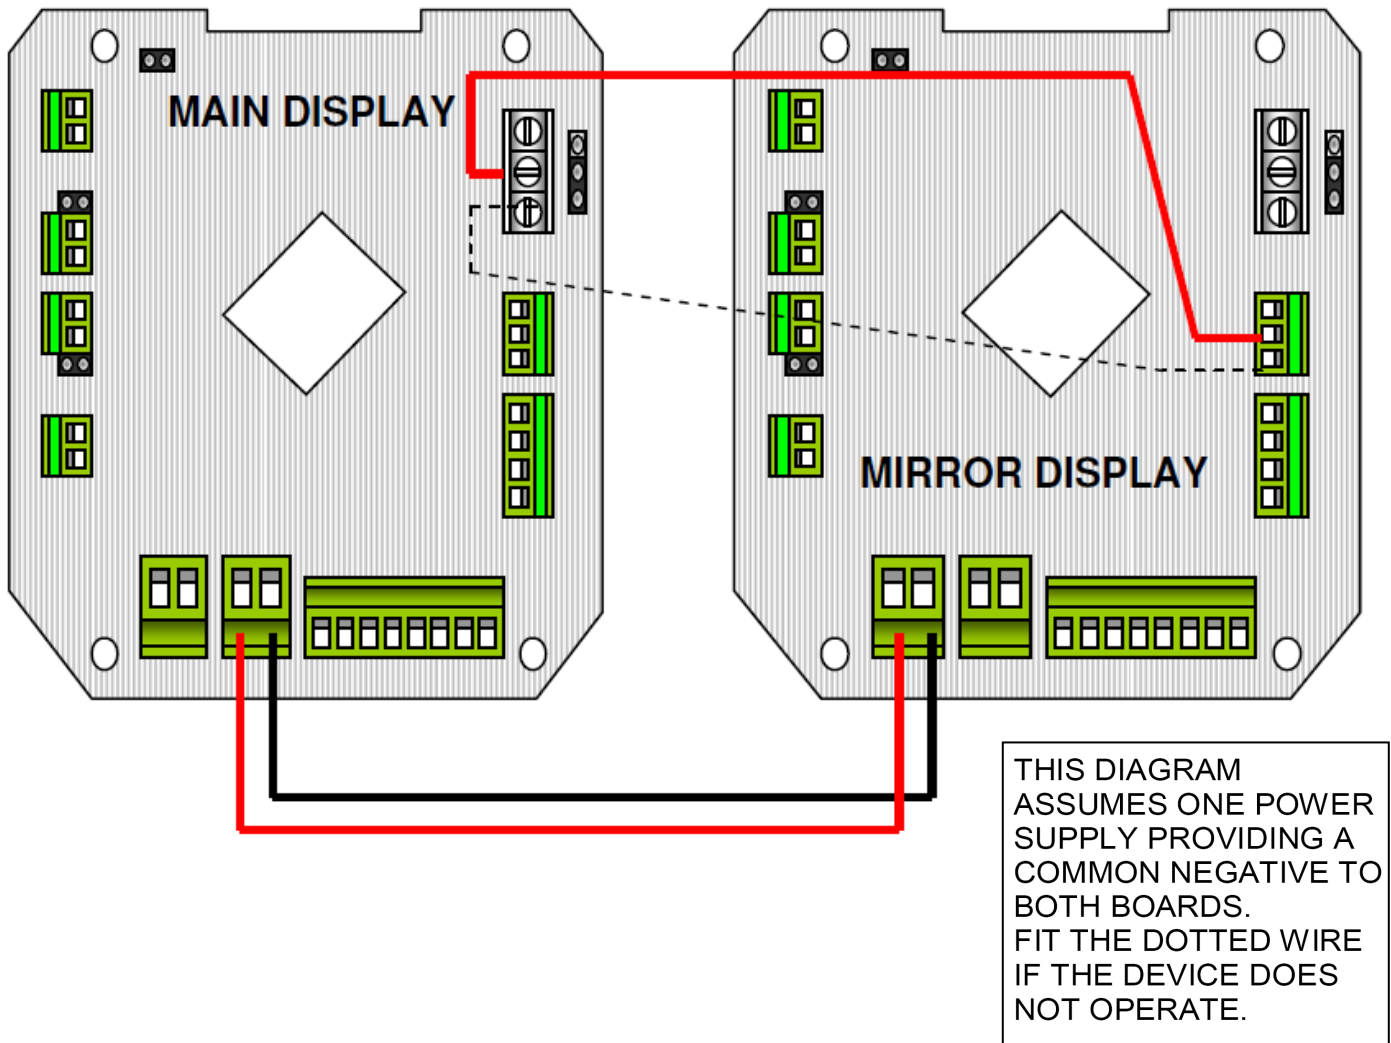 MAIN DISPLAY
MIRROR DISPLAY
THIS DIAGRAM
ASSUMES ONE POWER
SUPPLY PROVIDING A
COMMON NEGATIVE TO
BOTH BOARDS.
FIT THE DOTTED WIRE
IF THE DEVICE DOES
NOT OPERATE.